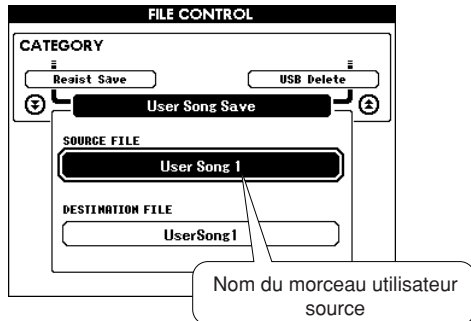 FILE CONTROL
CATEGORY
Regist Save
USB Delete
User Song Save
SOURCE FILE
User Song 1
DESTINATION FILE
UserSong1
Nom du morceau utilisateur
source